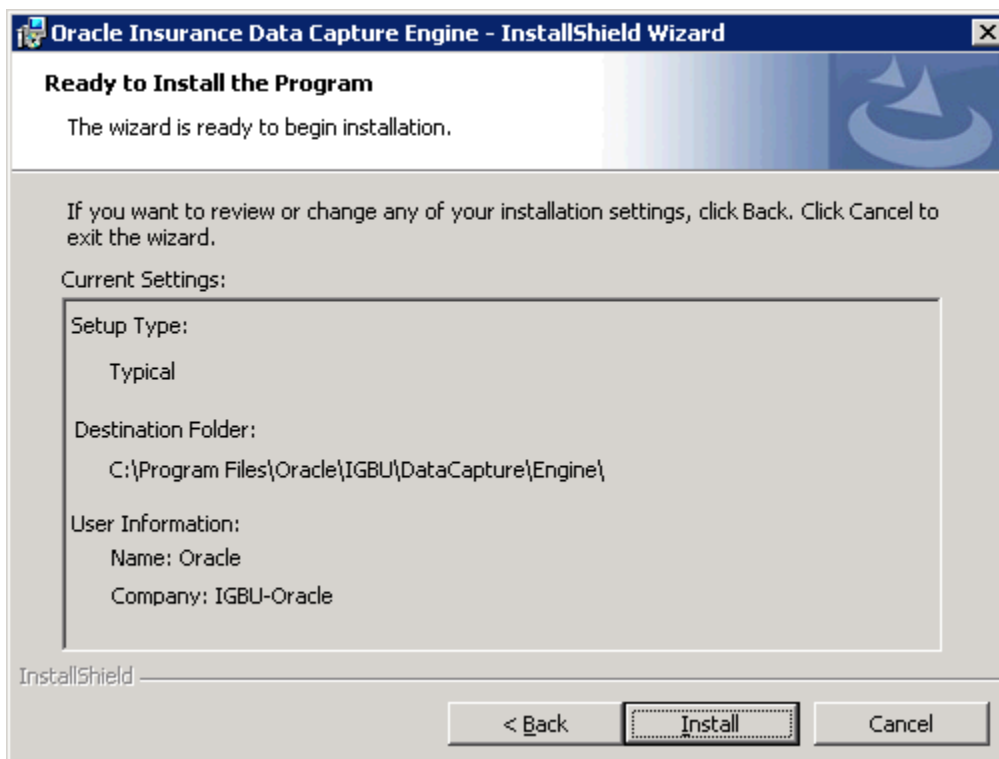 Oracle Insurance Data Capture Engine - InstallShield Wizard
Ready to Install the Program
The wizard is ready to begin installation.
If you want to review or change any of your installation settings, click Back. Click Cancel to
exit the wizard.
Current Settings:
Setup Type:
Typical
Destination Folder:
C:\Program Files\Oracle\IGBU\DataCapture\Engine\
User Information:
Name: Oracle
Company: IGBU-Oracle
InstallShield
< Back
Install
Cancel